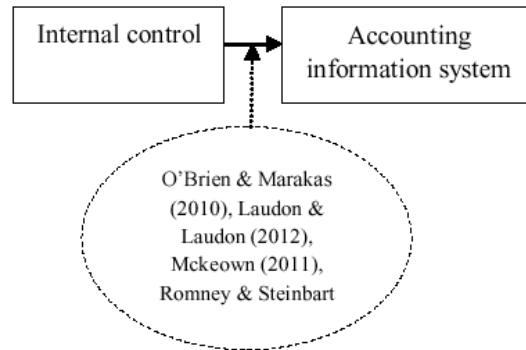 Internal control
Accounting
information system
O'Brien & Marakas
(2010), Laudon &
Laudon (2012),
Mckeown (2011),
Romney & Steinbart